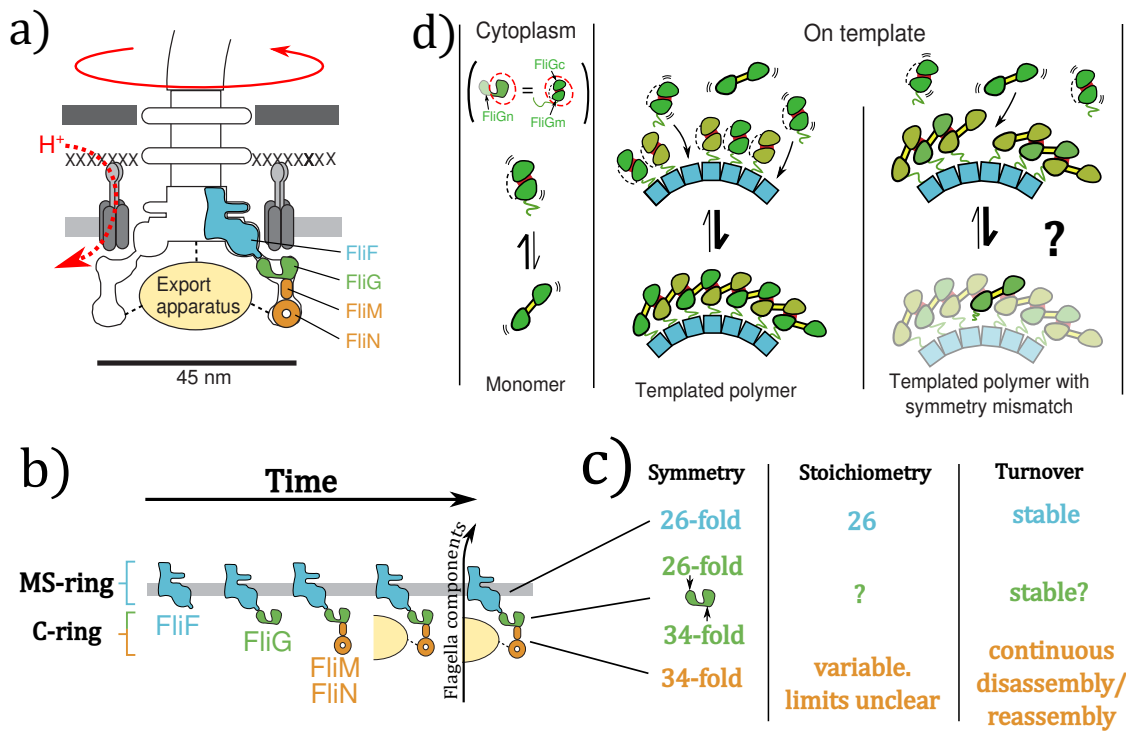 a)
H+
XXXXXX
XXXXXX
FliF
FliG
FliM
FliN
Export
apparatus
45 nm
d)
Cytoplasm
On template
FliGc
=
FliGn
FliGm
?
Monomer
Templated polymer
Templated polymer with
symmetry mismatch
b)
Time
MS-ring
C-ring
FliF
FliG
FliM
FliN
Flagella components
c)
Symmetry
Stoichiometry
Turnover
26-fold
26
stable
26-fold
34-fold
?
stable?
34-fold
variable.
limits unclear
continuous
disassembly/
reassembly